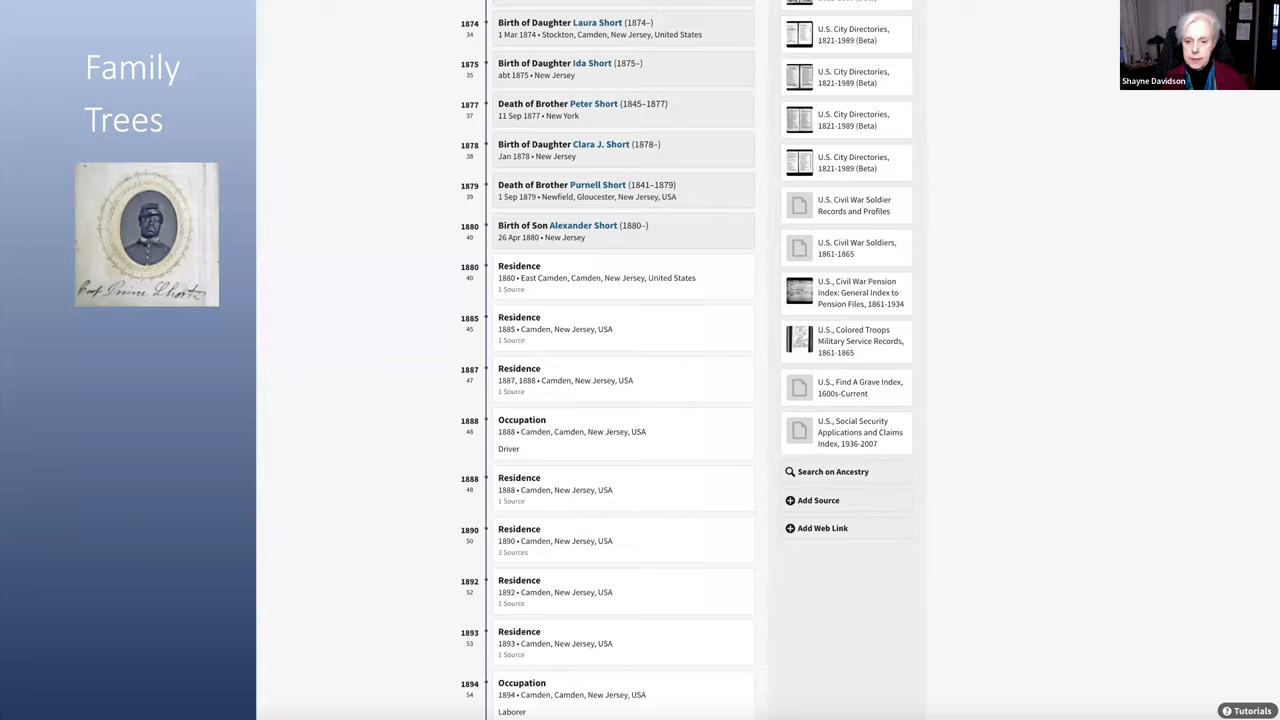 Family
Trees
1874
34
Birth of Daughter Laura Short (1874–)
1 Mar 1874 • Stockton, Camden, New Jersey, United States
1875
35
Birth of Daughter Ida Short (1875–)
abt 1875 • New Jersey
1877
37
Death of Brother Peter Short (1845–1877)
11 Sep 1877 • New York
1878
38
Birth of Daughter Clara J. Short (1878–)
Jan 1878 • New Jersey
1879
39
Death of Brother Purnell Short (1841–1879)
1 Sep 1879 • Newfield, Gloucester, New Jersey, USA
1880
40
Birth of Son Alexander Short (1880–)
26 Apr 1880 • New Jersey
1880
40
Residence
1880 • East Camden, Camden, New Jersey, United States
1 Source
1885
45
Residence
1885 • Camden, New Jersey, USA
1 Source
1887
47
Residence
1887, 1888 • Camden, New Jersey, USA
1 Source
1888
48
Occupation
1888 • Camden, Camden, New Jersey, USA
Driver
1888
48
Residence
1888 • Camden, New Jersey, USA
1 Source
1890
50
Residence
1890 • Camden, New Jersey, USA
3 Sources
1892
52
Residence
1892 • Camden, New Jersey, USA
1 Source
1893
53
Residence
1893 • Camden, New Jersey, USA
1 Source
1894
54
Occupation
1894 • Camden, Camden, New Jersey, USA
Laborer
U.S. City Directories,
1821-1989 (Beta)
U.S. City Directories,
1821-1989 (Beta)
U.S. City Directories,
1821-1989 (Beta)
U.S. City Directories,
1821-1989 (Beta)
U.S. Civil War Soldier
Records and Profiles
U.S. Civil War Soldiers,
1861-1865
U.S., Civil War Pension
Index: General Index to
Pension Files, 1861-1934
U.S., Colored Troops
Military Service Records,
1861-1865
U.S., Find A Grave Index,
1600s-Current
U.S., Social Security
Applications and Claims
Index, 1936-2007
Search on Ancestry
Add Source
Add Web Link
Shayne Davidson
Tutorials